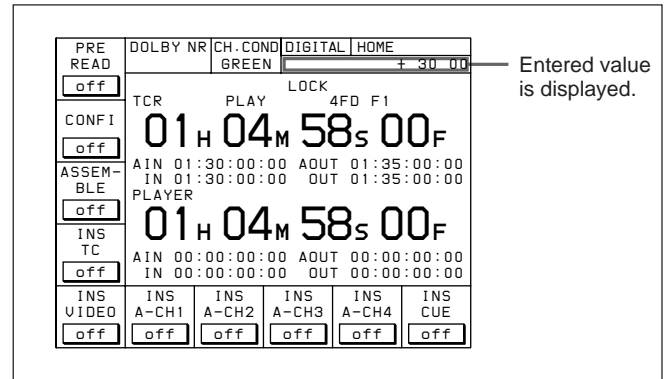 PRE READ
off
DOLBY NR
CH.COND
GREEN
DIGITAL
HOME
+ 30 00
Entered value
is displayed.
LOCK
TCR PLAY 4FD F1
01H 04M 58S 00F
AIN 01:30:00:00 AOUT 01:35:00:00
IN 01:30:00:00 OUT 01:35:00:00
PLAYER
01H 04M 58S 00F
AIN 00:00:00:00 AOUT 00:00:00:00
IN 00:00:00:00 OUT 00:00:00:00
CONFI
off
ASSEM-
BLE
off
INS
TC
off
INS
VIDEO
off
INS
A-CH1
off
INS
A-CH2
off
INS
A-CH3
off
INS
A-CH4
off
INS
CUE
off